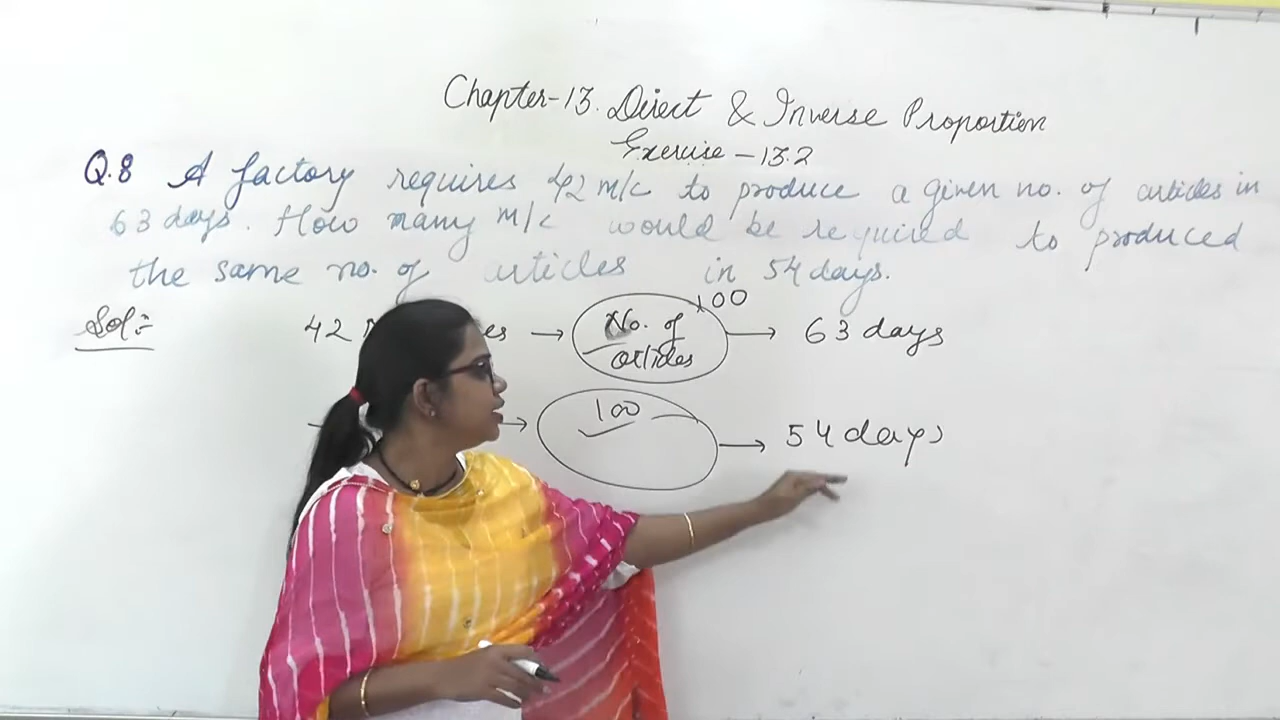 Chapter-13. Direct & Inverse Proportion
Exercise - 13.2
Q.8 A factory requires 42 m/c to produce a given no. of articles in
63 days. How many m/c would be required to produced
the same no. of articles in 54 days.
Sol:-
42 → No. of articles 100 → 63 days
→ 100 → 54 days